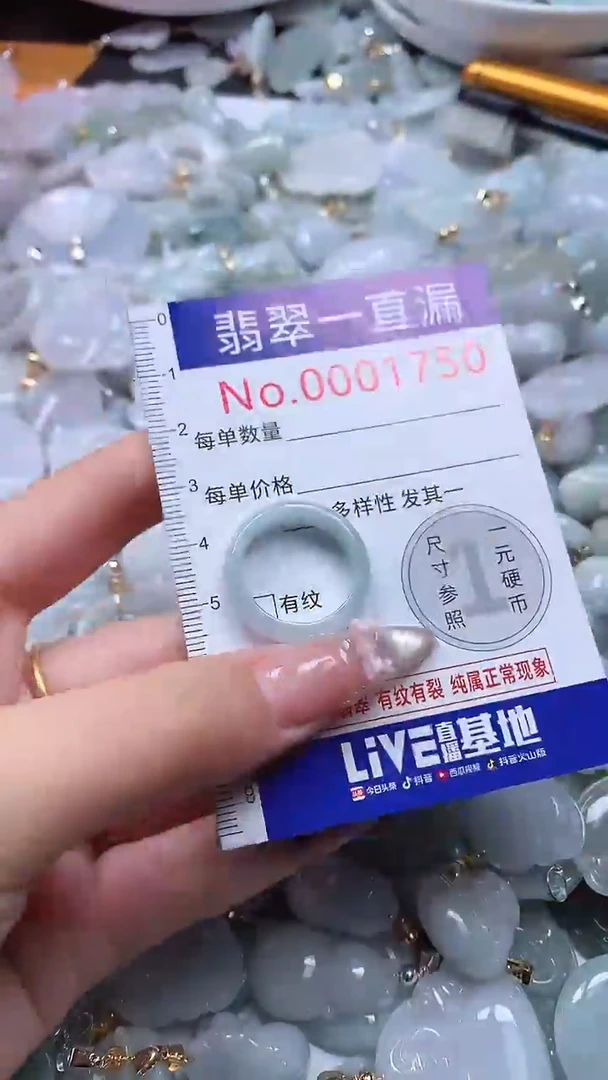 翡翠一直漏
No.0001750
每单数量
每单价格
多样性 发其一
有纹
尺寸参照
一元硬币
1
翡翠 有纹有裂 纯属正常现象
LiVE直播基地
今日头条 抖音 西瓜视频 抖音火山版
0
1
2
3
4
5